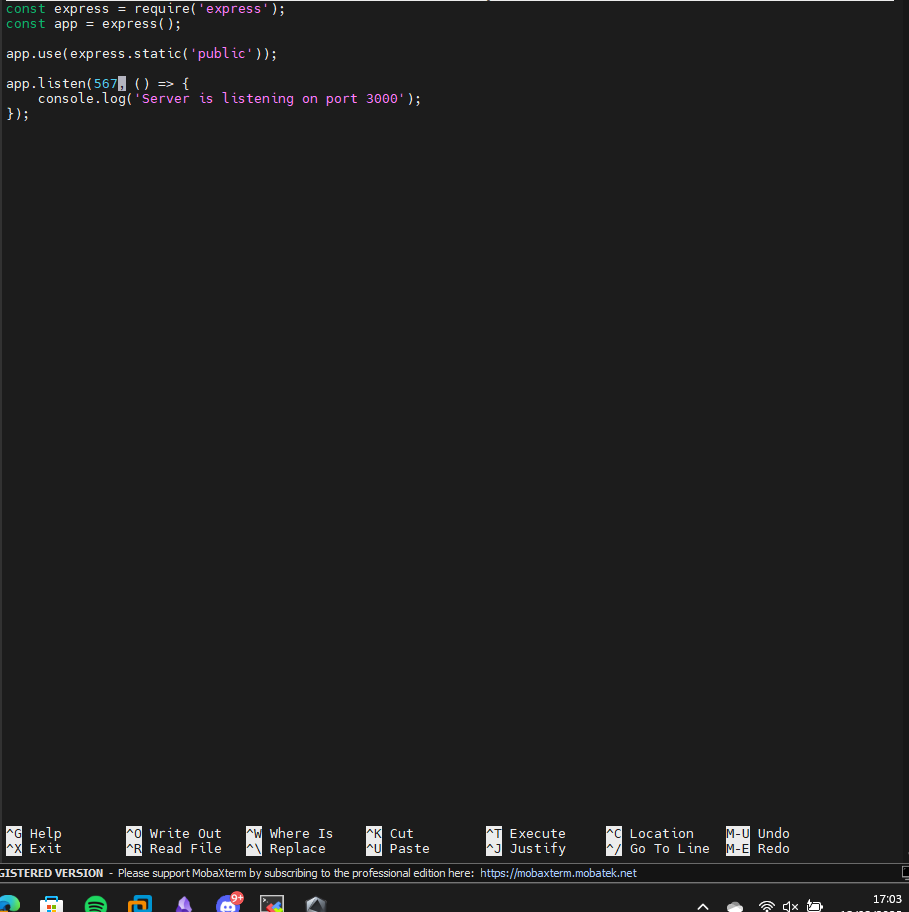 const express = require('express');
const app = express();
app.use(express.static('public'));
app.listen(567, () => {
    console.log('Server is listening on port 3000');
});
^G Help ^O Write Out ^W Where Is ^K Cut ^T Execute ^C Location M-U Undo
^X Exit ^R Read File ^\ Replace ^U Paste ^J Justify ^/ Go To Line M-E Redo
GISTERED VERSION - Please support MobaXterm by subscribing to the professional edition here: https://mobaxterm.mobatek.net
9+
17:03